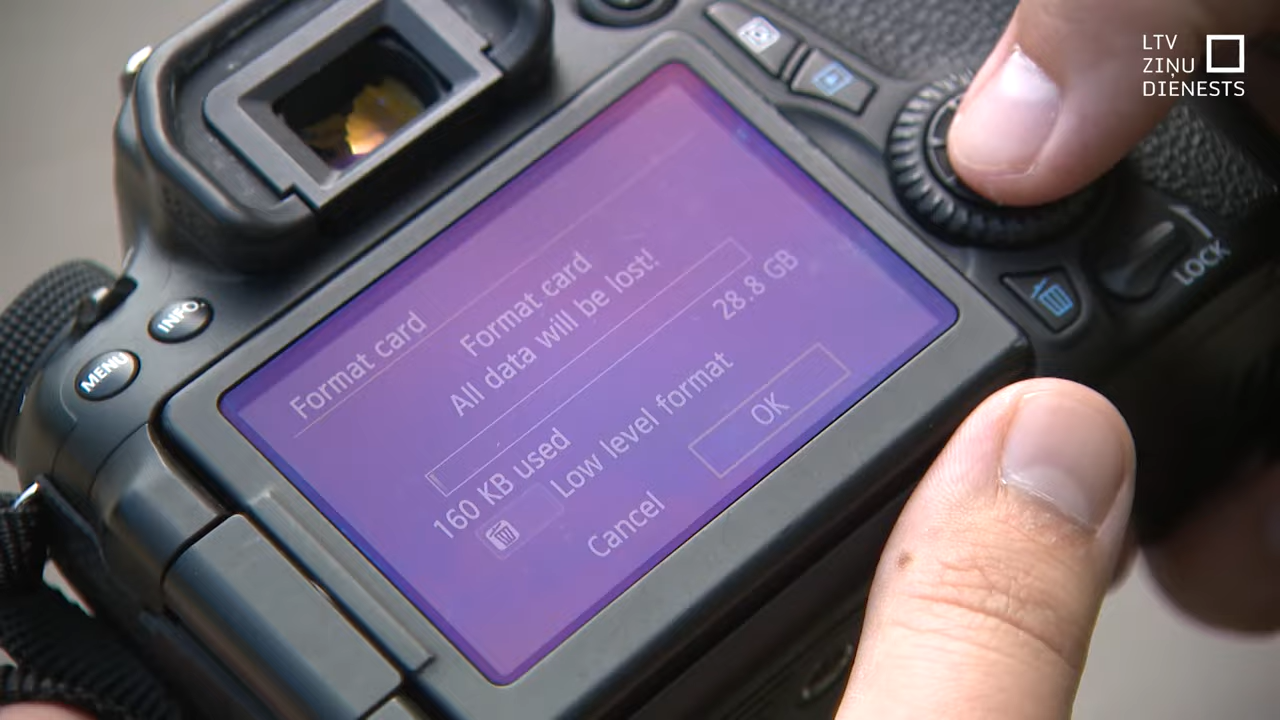 LTV
ZIŅU
DIENESTS
LOCK
INFO.
MENU
Format card
Format card
All data will be lost!
160 KB used
28.8 GB
Low level format
Cancel
OK